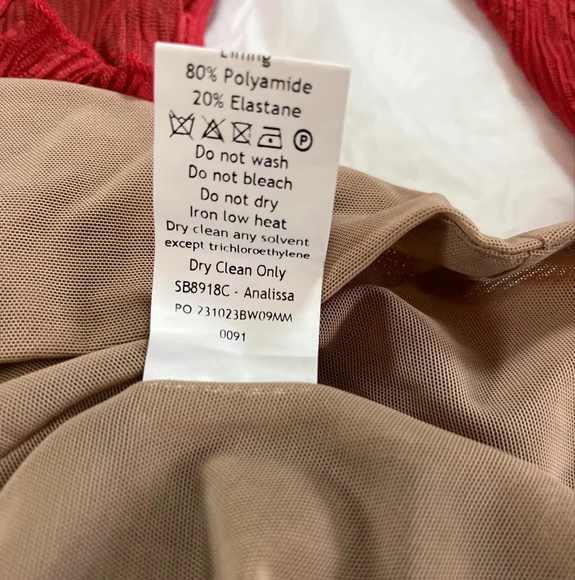 Lining
80% Polyamide
20% Elastane
P
Do not wash
Do not bleach
Do not dry
Iron low heat
Dry clean any solvent
except trichloroethylene
Dry Clean Only
SB8918C · Analissa
PO 231023BW09MM
0091